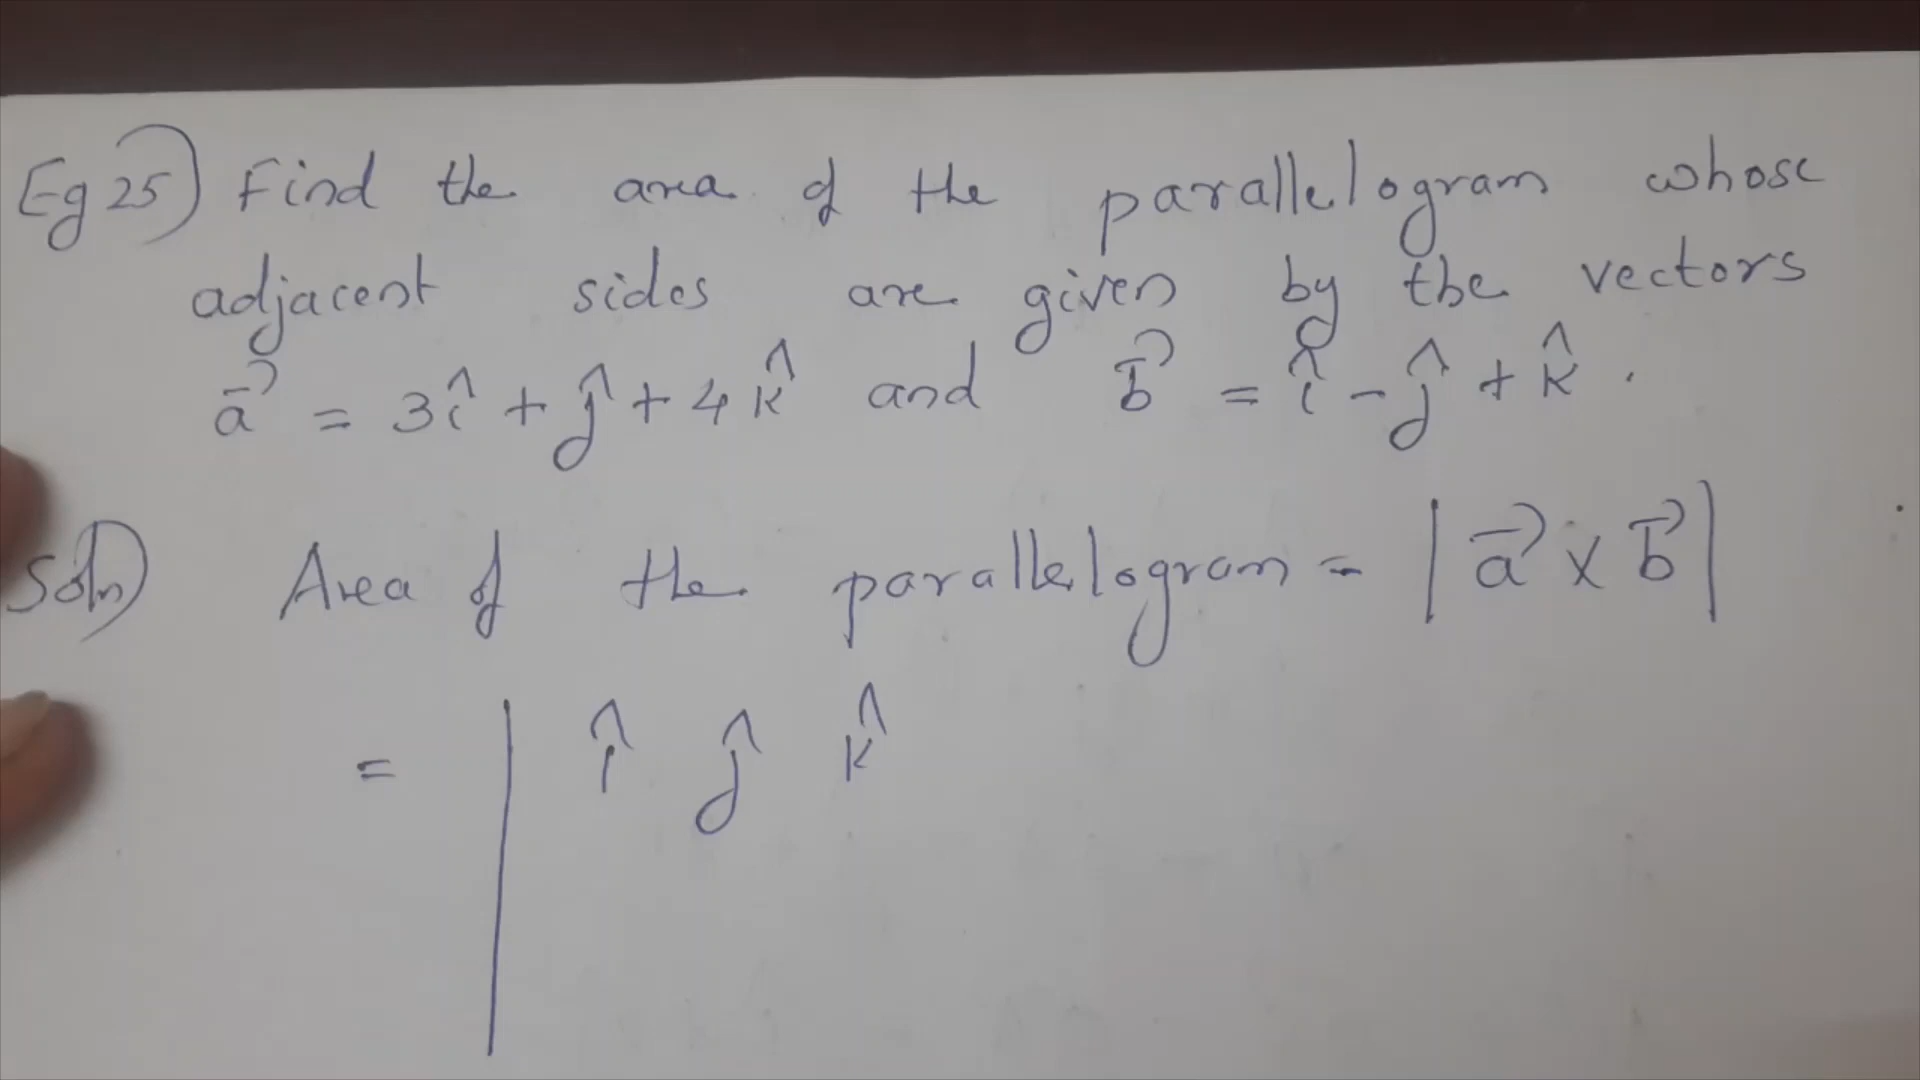 Eg 25) Find the area of the parallelogram whose
adjacent sides are given by the vectors
a⃗ = 3î + ĵ + 4k̂ and b⃗ = î - ĵ + k̂ .
Soln) Area of the parallelogram = | a⃗ x b⃗ |
= | î ĵ k̂